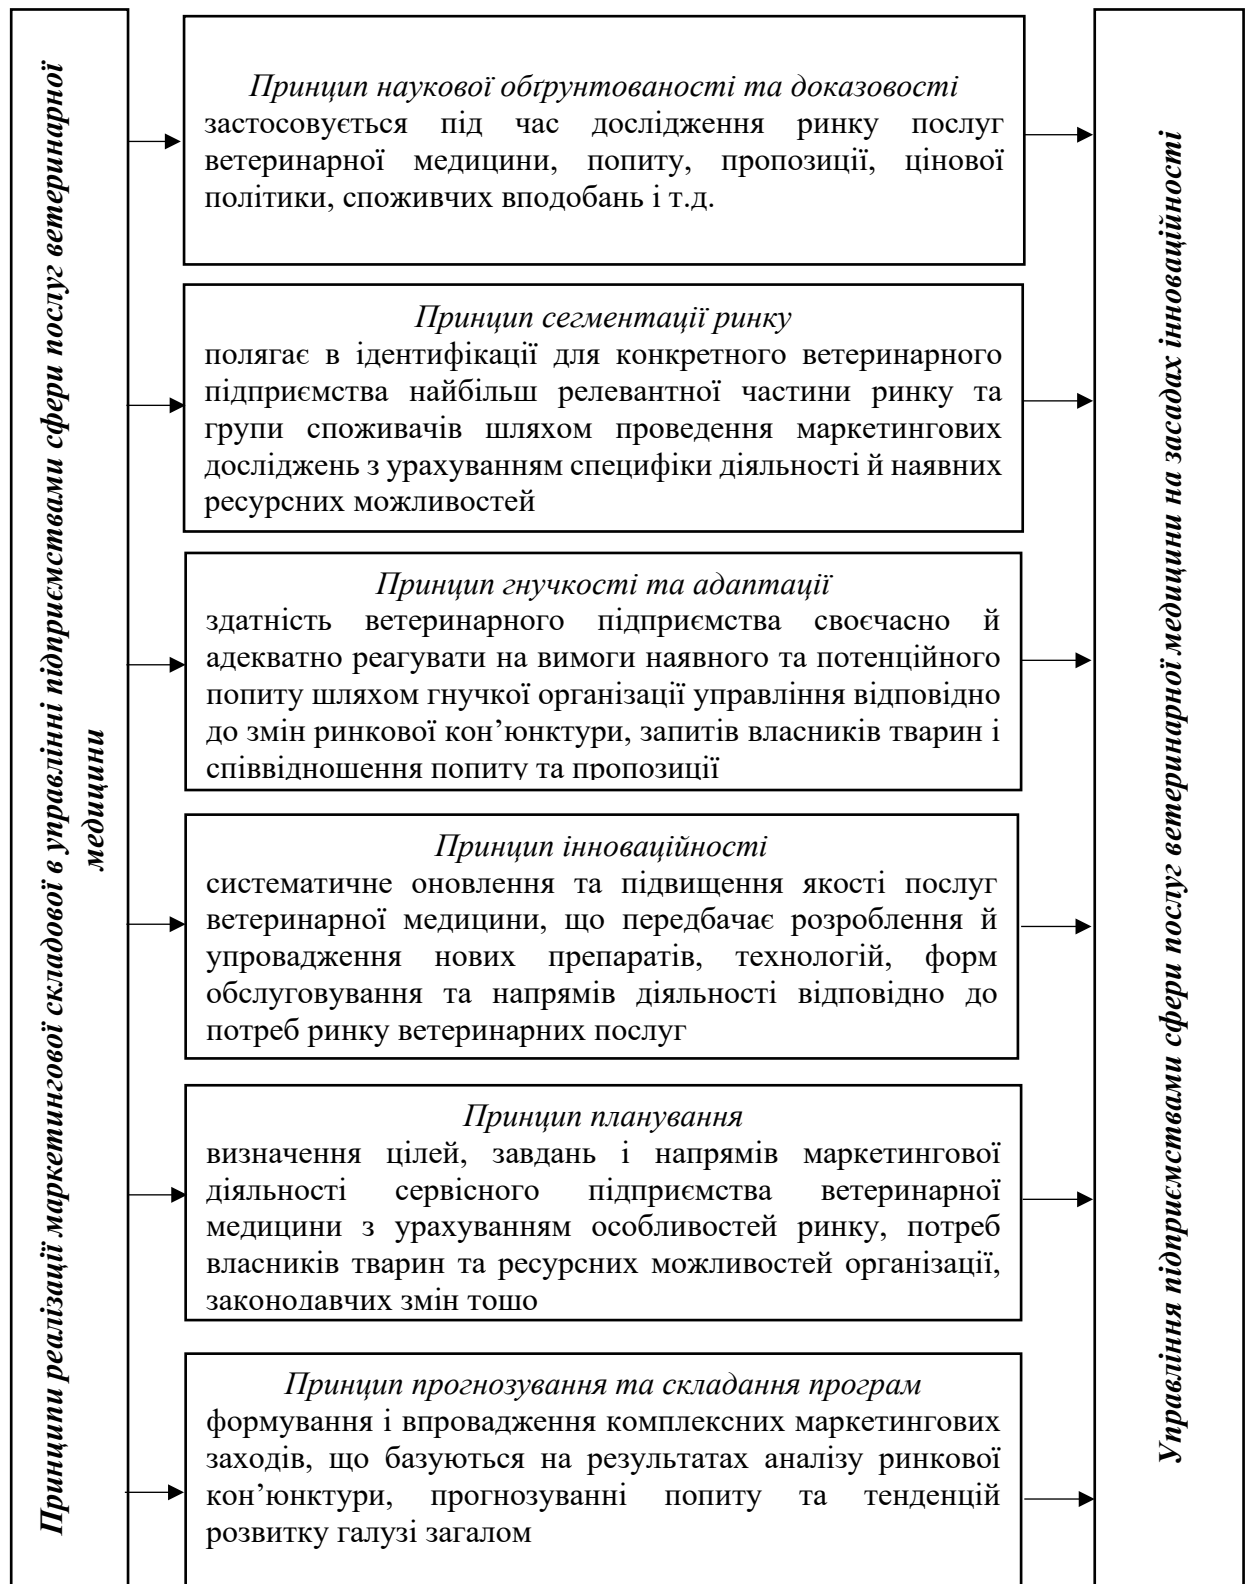 Принципи реалізації маркетингової складової в управлінні підприємствами сфери послуг ветеринарної
медицини
Принцип наукової обґрунтованості та доказовості
застосовується під час дослідження ринку послуг
ветеринарної медицини, попиту, пропозиції, цінової
політики, споживчих вподобань і т.д.
Принцип сегментації ринку
полягає в ідентифікації для конкретного ветеринарного
підприємства найбільш релевантної частини ринку та
групи споживачів шляхом проведення маркетингових
досліджень з урахуванням специфіки діяльності й наявних
ресурсних можливостей
Принцип гнучкості та адаптації
здатність ветеринарного підприємства своєчасно й
адекватно реагувати на вимоги наявного та потенційного
попиту шляхом гнучкої організації управління відповідно
до змін ринкової кон’юнктури, запитів власників тварин і
співвідношення попиту та пропозиції
Принцип інноваційності
систематичне оновлення та підвищення якості послуг
ветеринарної медицини, що передбачає розроблення й
упровадження нових препаратів, технологій, форм
обслуговування та напрямів діяльності відповідно до
потреб ринку ветеринарних послуг
Принцип планування
визначення цілей, завдань і напрямів маркетингової
діяльності сервісного підприємства ветеринарної
медицини з урахуванням особливостей ринку, потреб
власників тварин та ресурсних можливостей організації,
законодавчих змін тощо
Принцип прогнозування та складання програм
формування і впровадження комплексних маркетингових
заходів, що базуються на результатах аналізу ринкової
кон’юнктури, прогнозуванні попиту та тенденцій
розвитку галузі загалом
Управління підприємствами сфери послуг ветеринарної медицини на засадах інноваційності